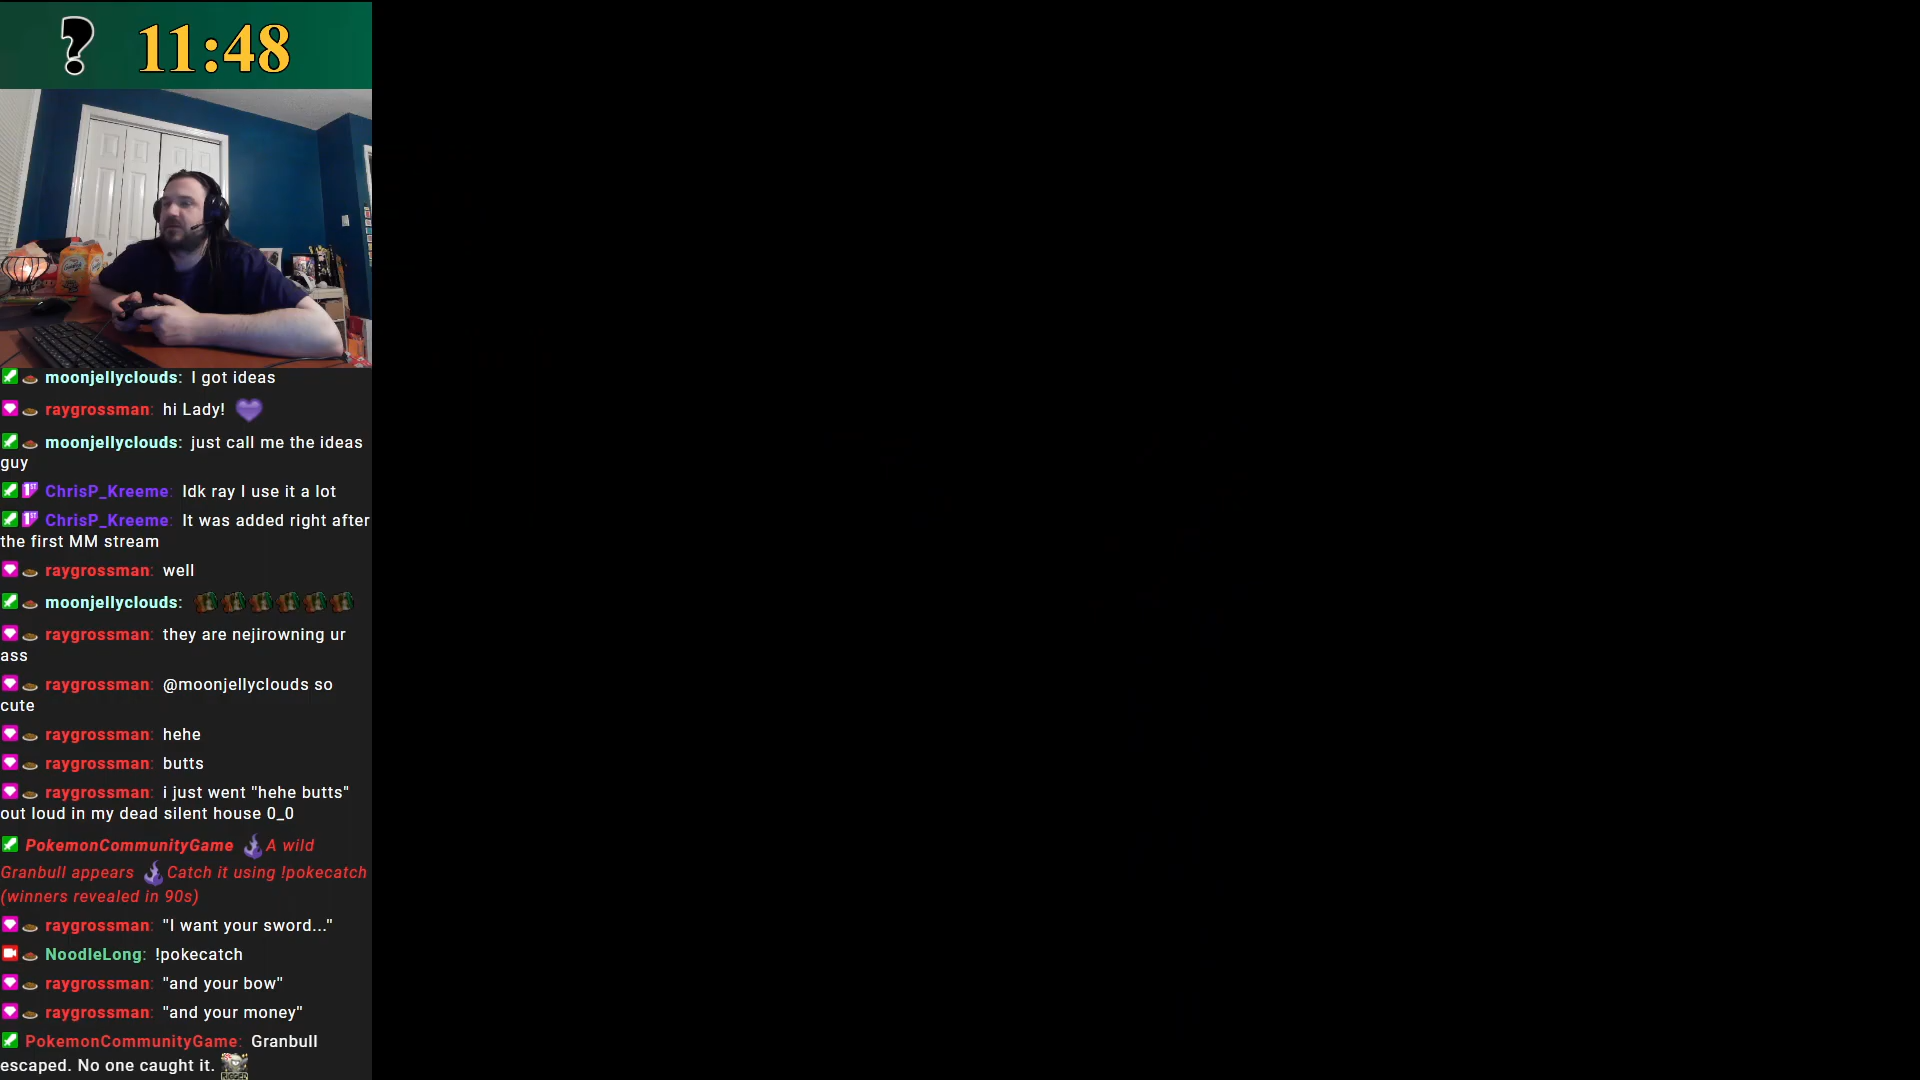 ? 11:48
moonjellyclouds: I got ideas
raygrossman: hi Lady!
moonjellyclouds: just call me the ideas
guy
ChrisP_Kreeme: Idk ray I use it a lot
ChrisP_Kreeme: It was added right after
the first MM stream
raygrossman: well
moonjellyclouds:
raygrossman: they are nejirowning ur
ass
raygrossman: @moonjellyclouds so
cute
raygrossman: hehe
raygrossman: butts
raygrossman: i just went "hehe butts"
out loud in my dead silent house 0_0
PokemonCommunityGame A wild
Granbull appears Catch it using !pokecatch
(winners revealed in 90s)
raygrossman: "I want your sword..."
NoodleLong: !pokecatch
raygrossman: "and your bow"
raygrossman: "and your money"
PokemonCommunityGame: Granbull
escaped. No one caught it.